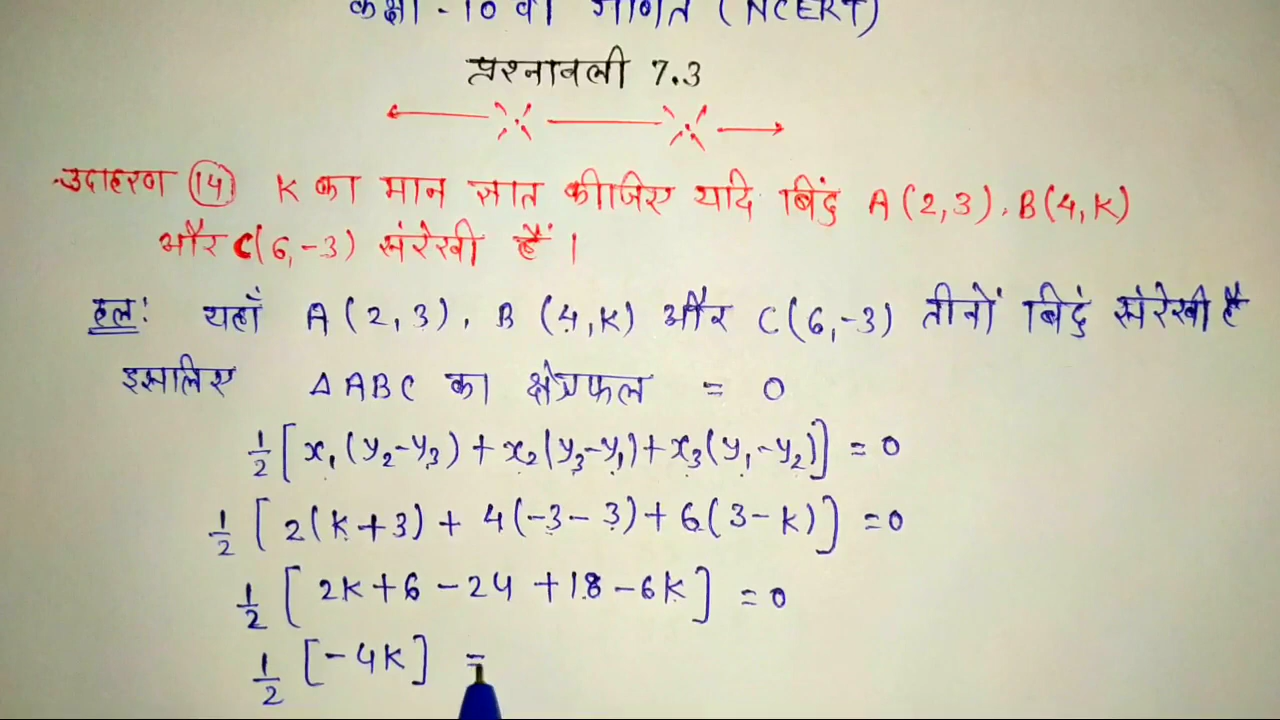 कक्षा - 10 वीं गणित (NCERT)
प्रश्नावली 7.3
उदाहरण 14 K का मान ज्ञात कीजिए यदि बिंदु A(2,3), B(4,K)
और C(6,-3) संरेखी हैं।
हल: यहाँ A(2,3), B(4,K) और C(6,-3) तीनों बिंदु संरेखी है
इसलिए ΔABC का क्षेत्रफल = 0
1/2 [x₁(y₂-y₃) + x₂(y₃-y₁) + x₃(y₁-y₂)] = 0
1/2 [2(K+3) + 4(-3-3) + 6(3-K)] = 0
1/2 [2K+6-24+18-6K] = 0
1/2 [-4K] =